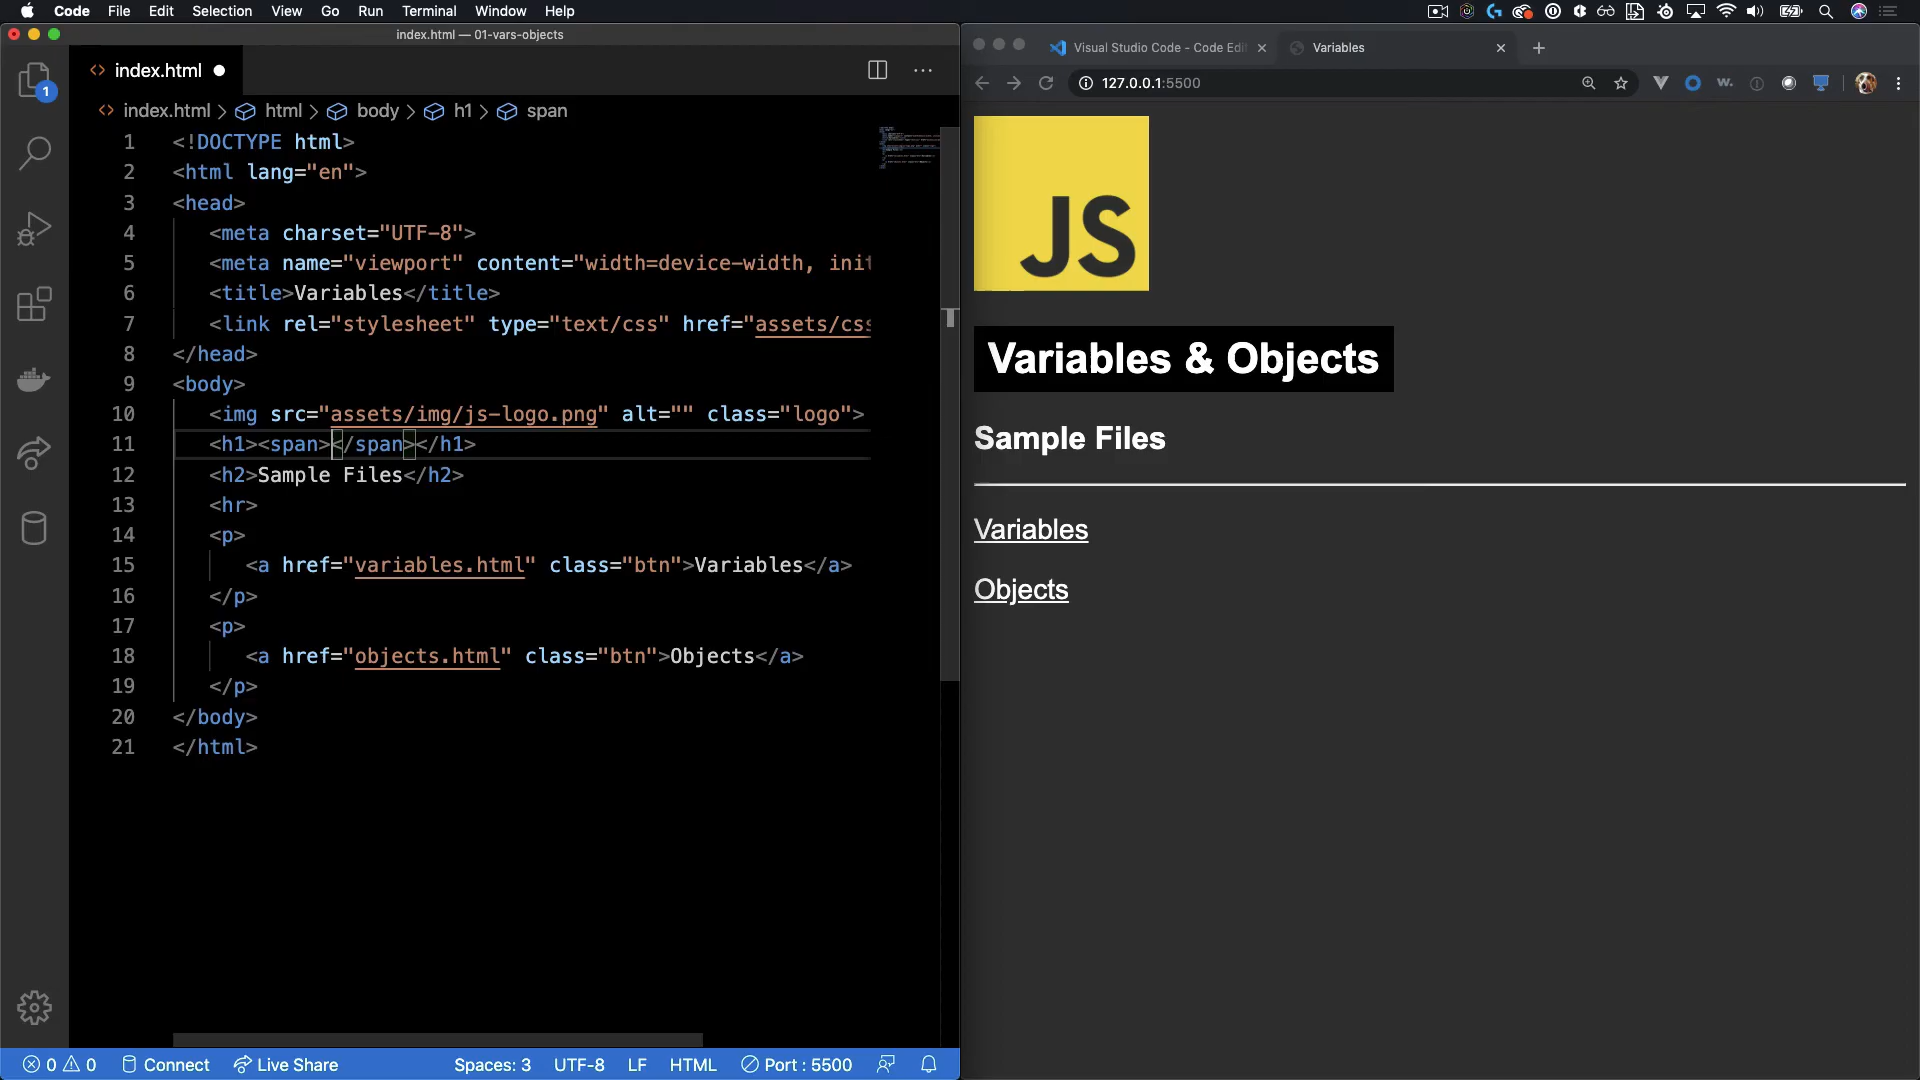 Code File Edit Selection View Go Run Terminal Window Help
index.html — 01-vars-objects
index.html
1
index.html > html > body > h1 > span
1 <!DOCTYPE html>
2 <html lang="en">
3 <head>
4 <meta charset="UTF-8">
5 <meta name="viewport" content="width=device-width, init
6 <title>Variables</title>
7 <link rel="stylesheet" type="text/css" href="assets/css
8 </head>
9 <body>
10 <img src="assets/img/js-logo.png" alt="" class="logo">
11 <h1><span></span></h1>
12 <h2>Sample Files</h2>
13 <hr>
14 <p>
15 <a href="variables.html" class="btn">Variables</a>
16 </p>
17 <p>
18 <a href="objects.html" class="btn">Objects</a>
19 </p>
20 </body>
21 </html>
0 0 Connect Live Share Spaces: 3 UTF-8 LF HTML Port : 5500
Visual Studio Code - Code Edi
Variables
127.0.0.1:5500
JS
Variables & Objects
Sample Files
Variables
Objects